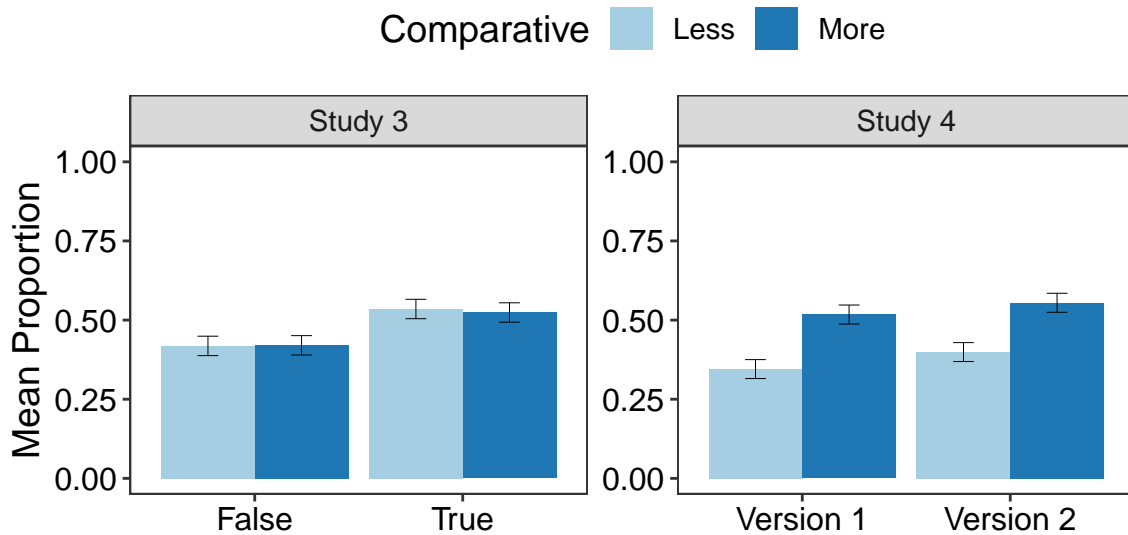 Comparative Less More
Study 3
Study 4
Mean Proportion
1.00
0.75
0.50
0.25
0.00
1.00
0.75
0.50
0.25
0.00
False True
Version 1 Version 2